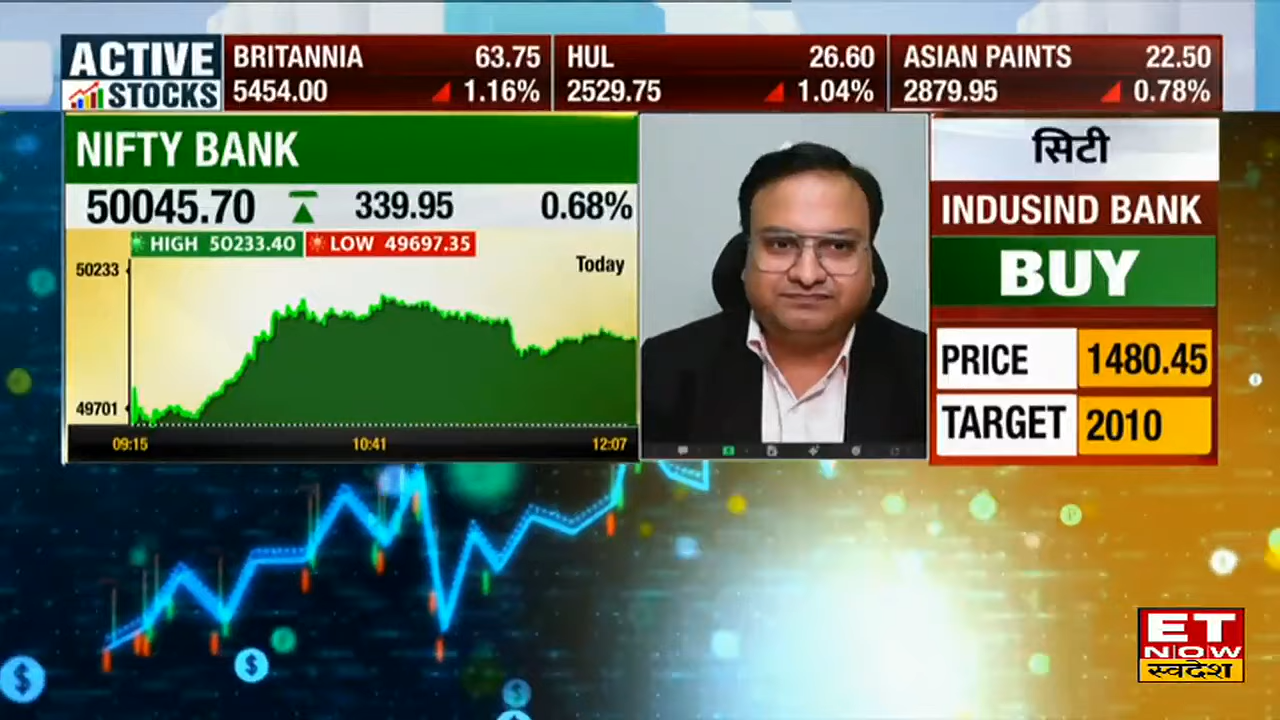 ACTIVE
STOCKS
BRITANNIA 63.75
5454.00 1.16%
HUL 26.60
2529.75 1.04%
ASIAN PAINTS 22.50
2879.95 0.78%
NIFTY BANK
50045.70 339.95 0.68%
HIGH 50233.40 LOW 49697.35
Today
50233
49701
09:15 10:41 12:07
सिटी
INDUSIND BANK
BUY
PRICE 1480.45
TARGET 2010
$
$
$
ET
NOW
स्वदेश